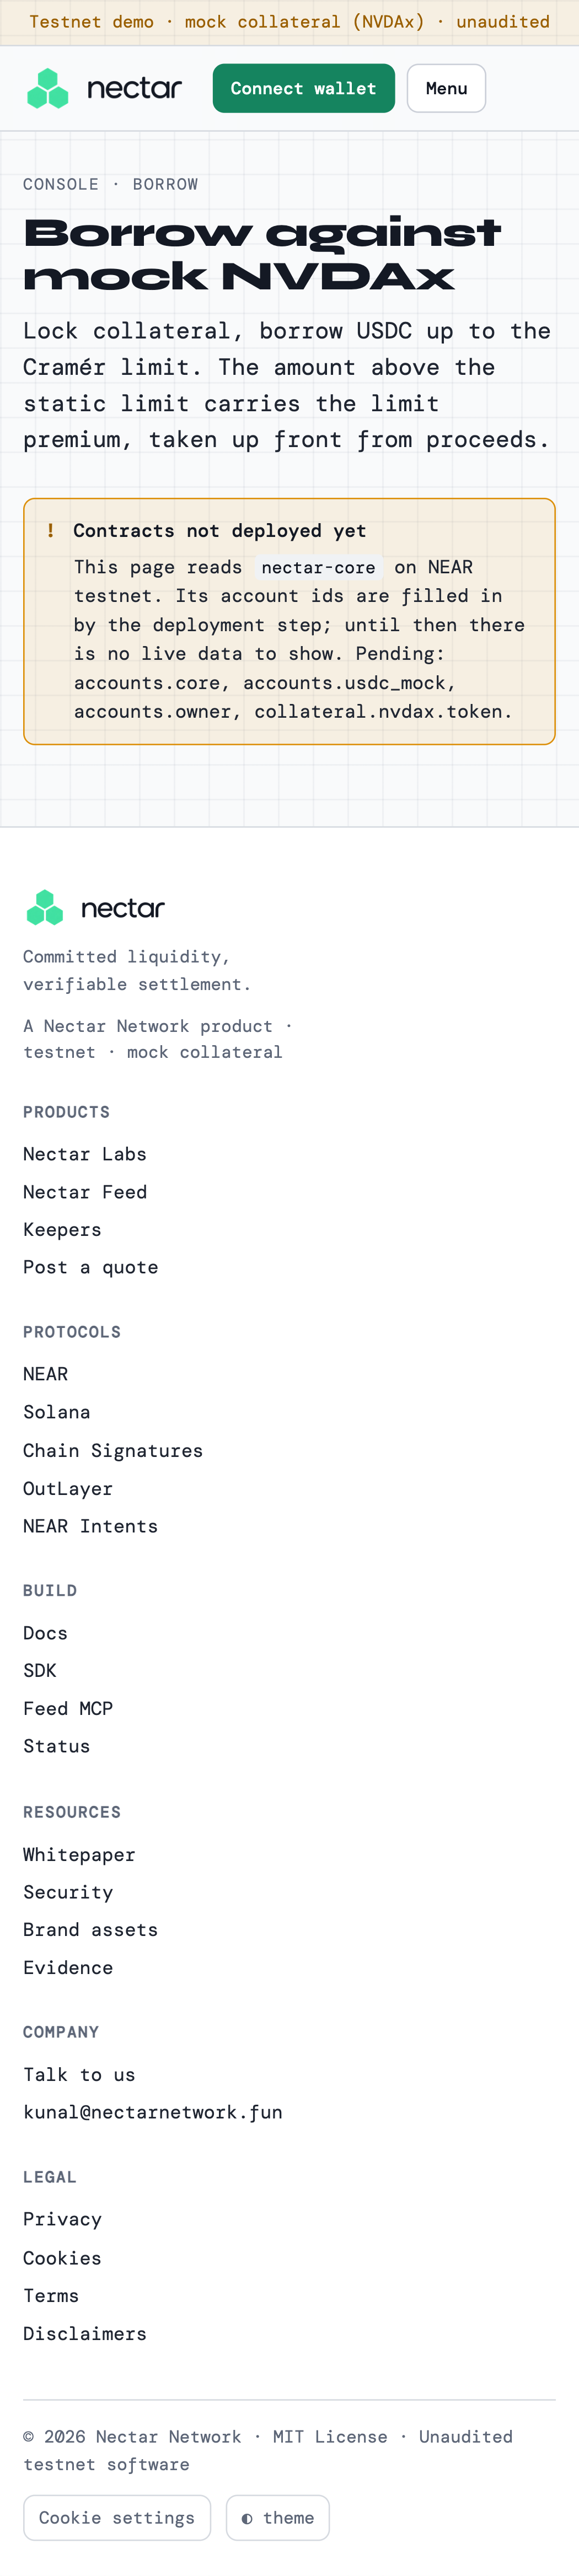 Testnet demo · mock collateral (NVDAx) · unaudited
nectar
Connect wallet
Menu
CONSOLE · BORROW
Borrow against
mock NVDAx
Lock collateral, borrow USDC up to the
Cramér limit. The amount above the
static limit carries the limit
premium, taken up front from proceeds.
! Contracts not deployed yet
This page reads nectar-core on NEAR
testnet. Its account ids are filled in
by the deployment step; until then there
is no live data to show. Pending:
accounts.core, accounts.usdc_mock,
accounts.owner, collateral.nvdax.token.
nectar
Committed liquidity,
verifiable settlement.
A Nectar Network product ·
testnet · mock collateral
PRODUCTS
Nectar Labs
Nectar Feed
Keepers
Post a quote
PROTOCOLS
NEAR
Solana
Chain Signatures
OutLayer
NEAR Intents
BUILD
Docs
SDK
Feed MCP
Status
RESOURCES
Whitepaper
Security
Brand assets
Evidence
COMPANY
Talk to us
kunal@nectarnetwork.fun
LEGAL
Privacy
Cookies
Terms
Disclaimers
© 2026 Nectar Network · MIT License · Unaudited
testnet software
Cookie settings
◐ theme